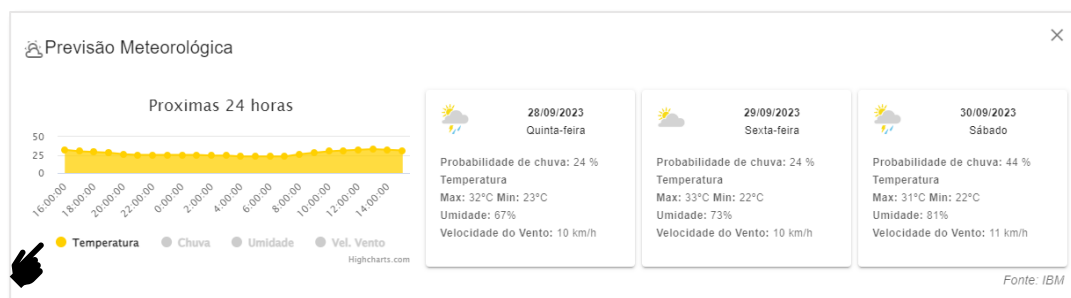 Previsão Meteorológica
Proximas 24 horas
50
25
0
16:00:00 18:00:00 20:00:00 22:00:00 0:00:00 2:00:00 4:00:00 6:00:00 8:00:00 10:00:00 12:00:00 14:00:00
Temperatura Chuva Umidade Vel. Vento
Highcharts.com
28/09/2023
Quinta-feira
Probabilidade de chuva: 24 %
Temperatura
Max: 32°C Min: 23°C
Umidade: 67%
Velocidade do Vento: 10 km/h
29/09/2023
Sexta-feira
Probabilidade de chuva: 24 %
Temperatura
Max: 33°C Min: 22°C
Umidade: 73%
Velocidade do Vento: 10 km/h
30/09/2023
Sábado
Probabilidade de chuva: 44 %
Temperatura
Max: 31°C Min: 22°C
Umidade: 81%
Velocidade do Vento: 11 km/h
Fonte: IBM